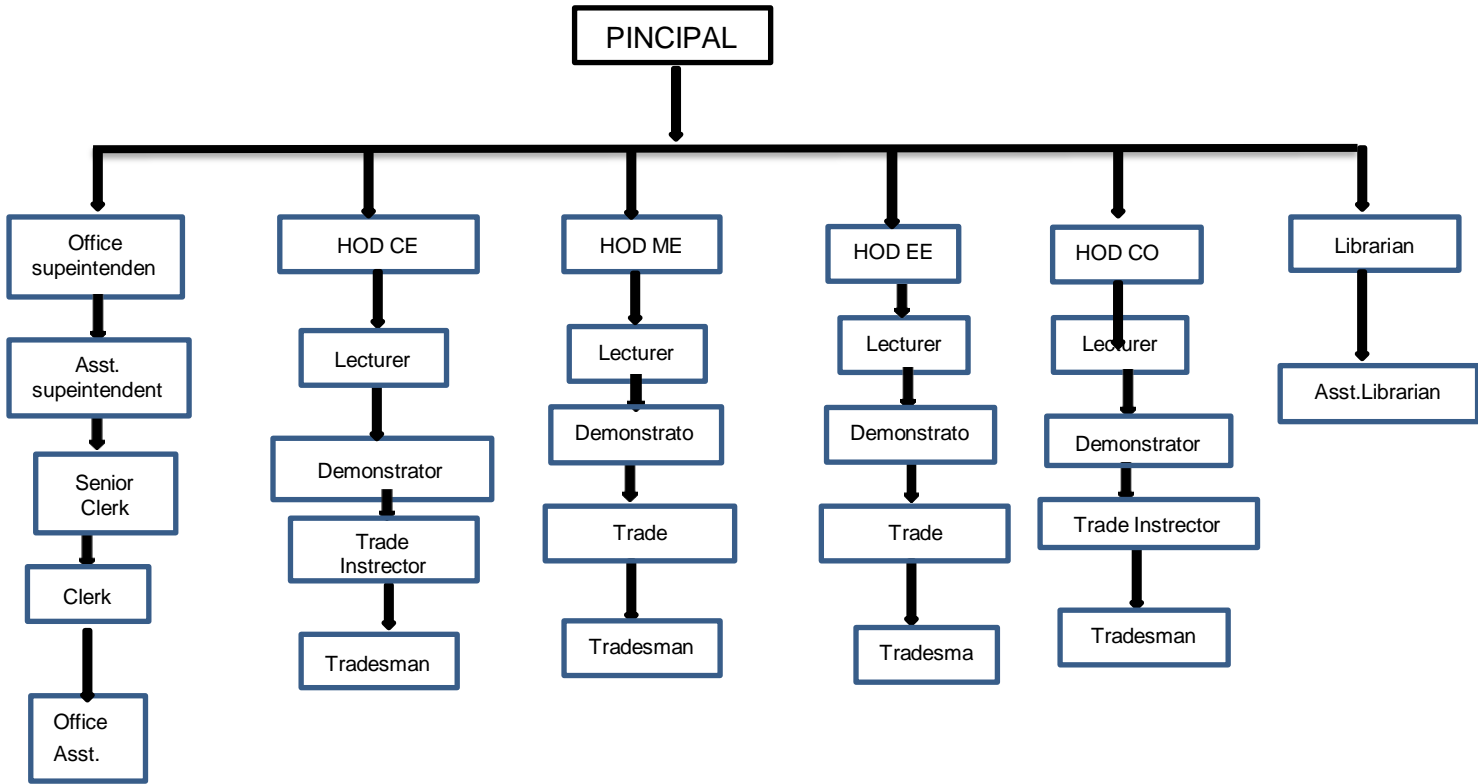 PINCIPAL
Office
supeintenden
HOD CE
HOD ME
HOD EE
HOD CO
Librarian
Asst.
supeintendent
Lecturer
Lecturer
Lecturer
Lecturer
Asst.Librarian
Senior
Clerk
Demonstrator
Demonstrato
Demonstrato
Demonstrator
Clerk
Trade
Instrector
Trade
Trade
Trade Instrector
Office
Asst.
Tradesman
Tradesman
Tradesma
Tradesman